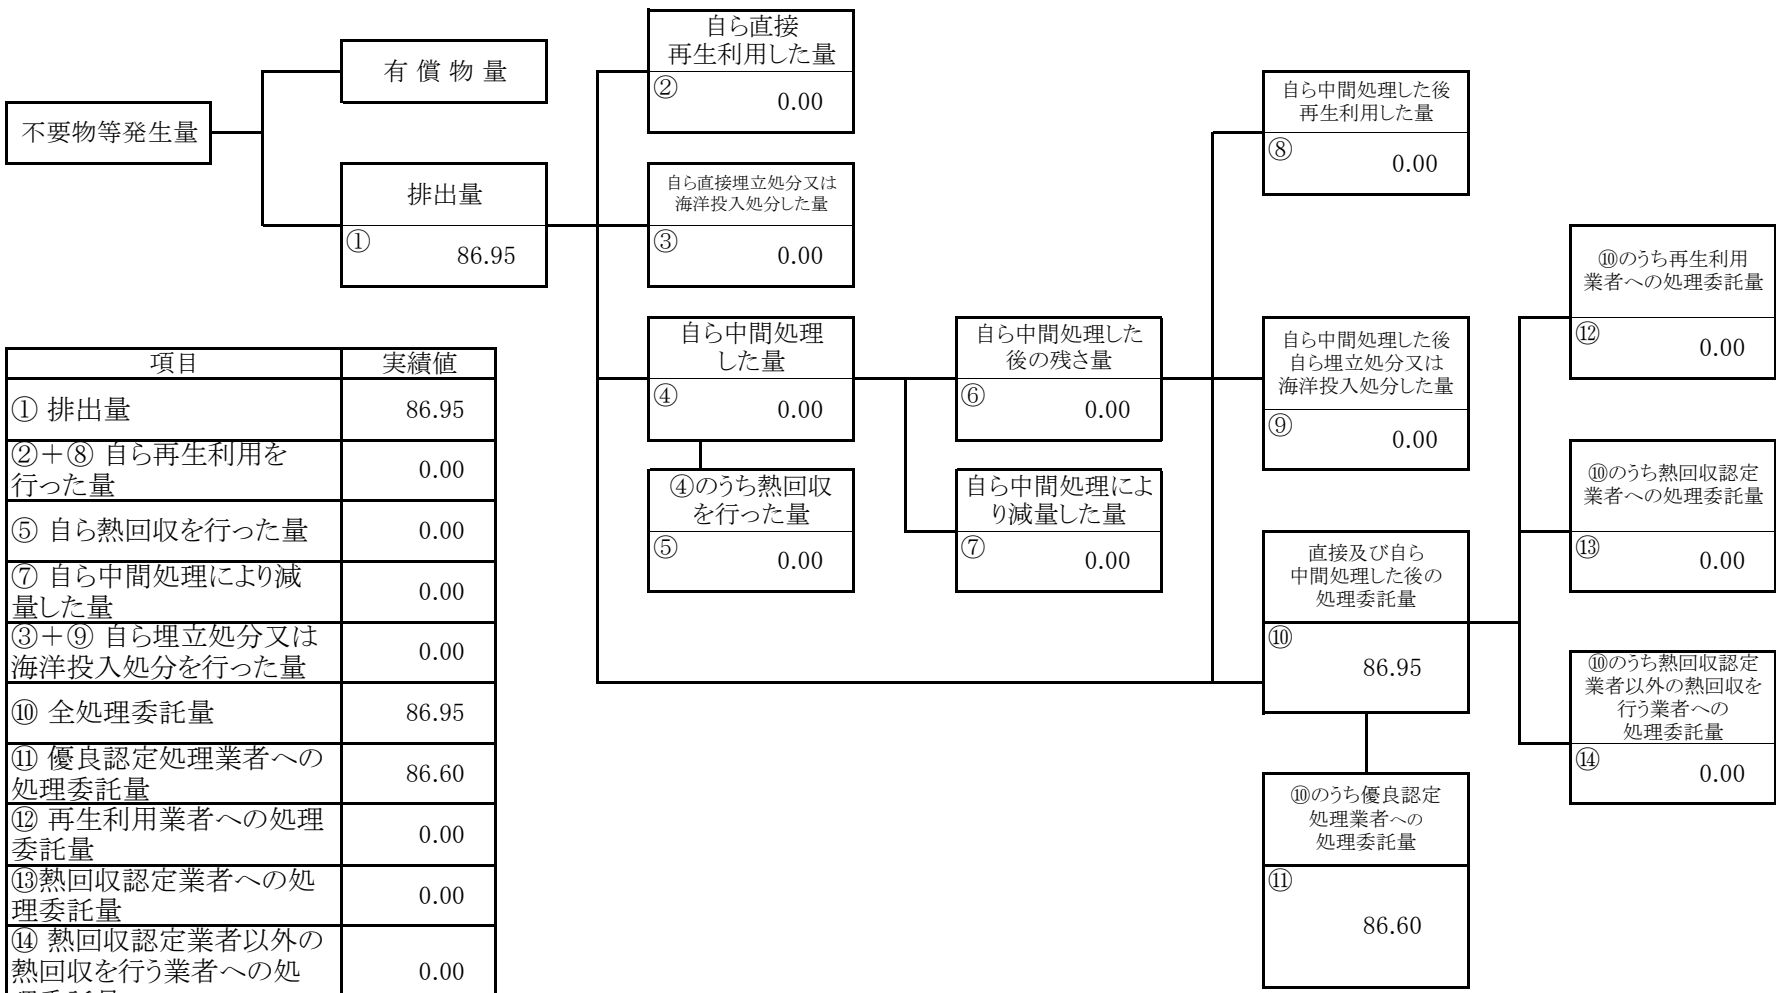 不要物等発生量
有 償 物 量
排出量
①
86.95
自ら直接
再生利用した量
②
0.00
自ら直接埋立処分又は
海洋投入処分した量
③
0.00
自ら中間処理
した量
④
0.00
④のうち熱回収
を行った量
⑤
0.00
自ら中間処理した
後の残さ量
⑥
0.00
自ら中間処理によ
り減量した量
⑦
0.00
自ら中間処理した後
再生利用した量
⑧
0.00
自ら中間処理した後
自ら埋立処分又は
海洋投入処分した量
⑨
0.00
直接及び自ら
中間処理した後の
処理委託量
⑩
86.95
⑩のうち優良認定
処理業者への
処理委託量
⑪
86.60
⑩のうち再生利用
業者への処理委託量
⑫
0.00
⑩のうち熱回収認定
業者への処理委託量
⑬
0.00
⑩のうち熱回収認定
業者以外の熱回収を
行う業者への
処理委託量
⑭
0.00
項目 実績値
① 排出量 86.95
②＋⑧ 自ら再生利用を
行った量 0.00
⑤ 自ら熱回収を行った量 0.00
⑦ 自ら中間処理により減
量した量 0.00
③＋⑨ 自ら埋立処分又は
海洋投入処分を行った量 0.00
⑩ 全処理委託量 86.95
⑪ 優良認定処理業者への
処理委託量 86.60
⑫ 再生利用業者への処理
委託量 0.00
⑬熱回収認定業者への処
理委託量 0.00
⑭ 熱回収認定業者以外の
熱回収を行う業者への処 0.00